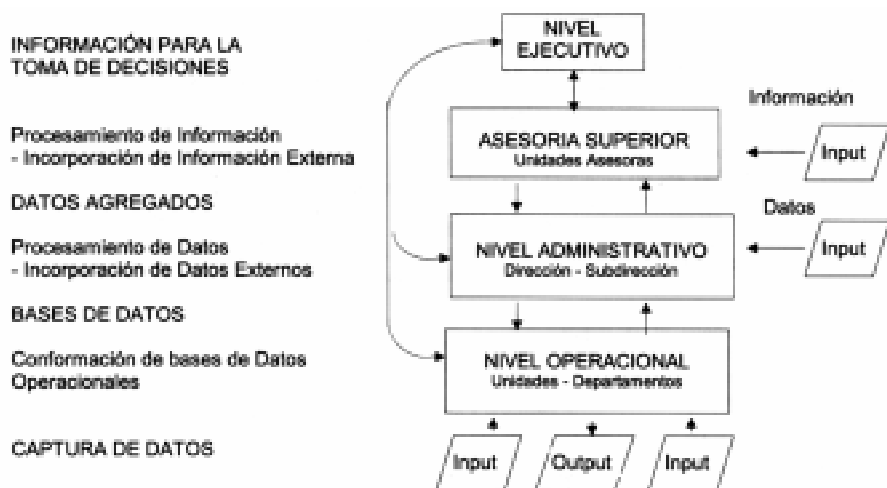 INFORMACIÓN PARA LA
TOMA DE DECISIONES
NIVEL
EJECUTIVO
Información
Procesamiento de Información
- Incorporación de Información Externa
ASESORIA SUPERIOR
Unidades Asesoras
Input
DATOS AGREGADOS
Datos
Procesamiento de Datos
- Incorporación de Datos Externos
NIVEL ADMINISTRATIVO
Dirección - Subdirección
Input
BASES DE DATOS
Conformación de bases de Datos
Operacionales
NIVEL OPERACIONAL
Unidades - Departamentos
CAPTURA DE DATOS
Input
Output
Input